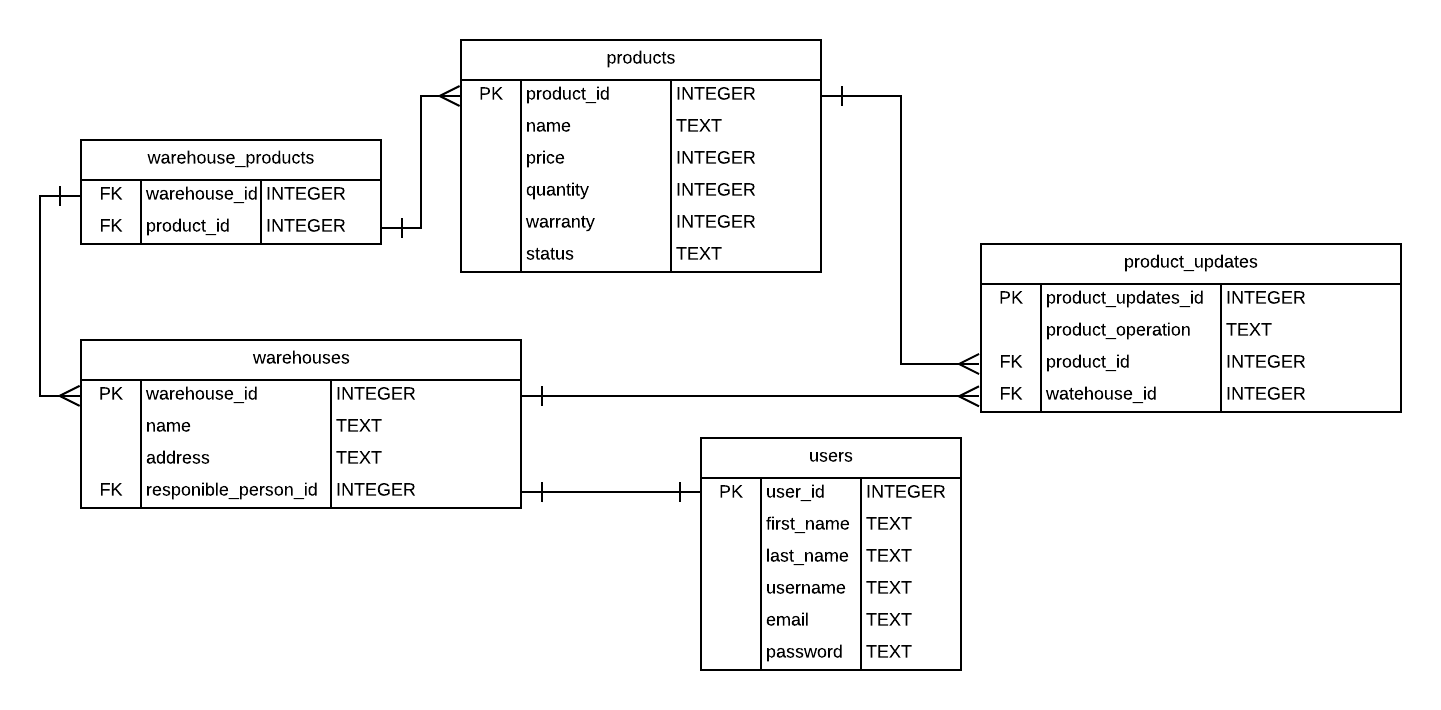 products
PK product_id INTEGER
name TEXT
price INTEGER
quantity INTEGER
warranty INTEGER
status TEXT
warehouse_products
FK warehouse_id INTEGER
FK product_id INTEGER
product_updates
PK product_updates_id INTEGER
product_operation TEXT
FK product_id INTEGER
FK watehouse_id INTEGER
warehouses
PK warehouse_id INTEGER
name TEXT
address TEXT
FK responible_person_id INTEGER
users
PK user_id INTEGER
first_name TEXT
last_name TEXT
username TEXT
email TEXT
password TEXT